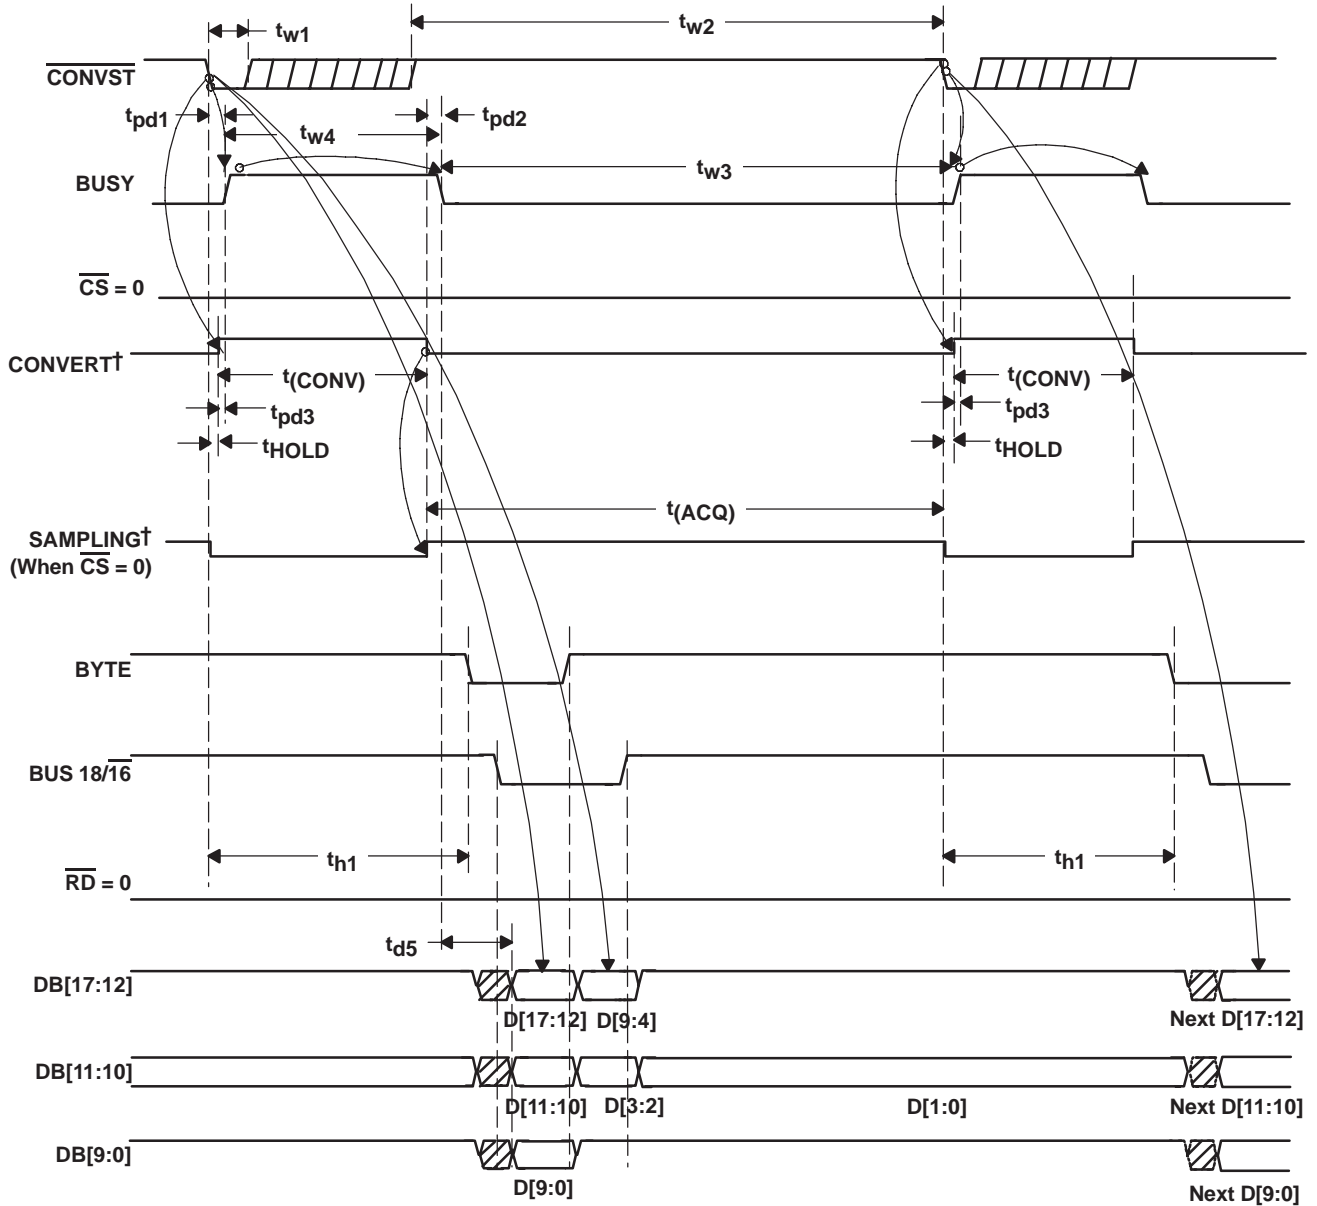 tw1
tw2
CONVST
tpd1
tw4
tpd2
tw3
BUSY
CS = 0
CONVERT†
t(CONV)
t(CONV)
tpd3
tpd3
tHOLD
tHOLD
t(ACQ)
SAMPLING†
(When CS = 0)
BYTE
BUS 18/16
th1
th1
RD = 0
td5
DB[17:12]
D[17:12]
D[9:4]
Next D[17:12]
DB[11:10]
D[11:10]
D[3:2]
D[1:0]
Next D[11:10]
DB[9:0]
D[9:0]
Next D[9:0]